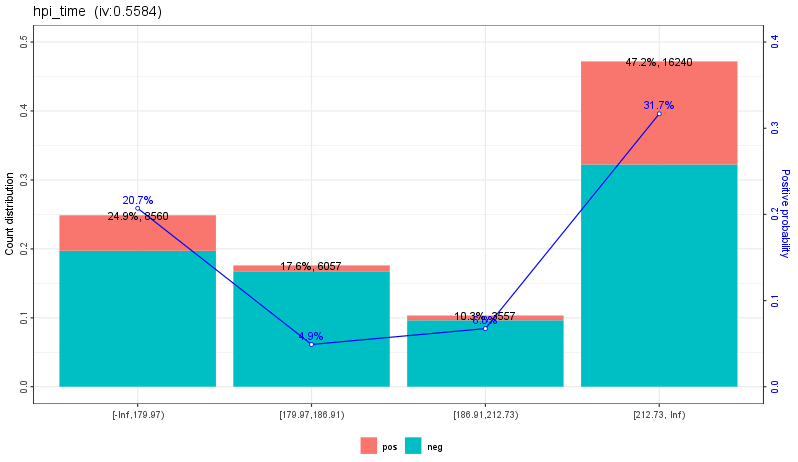 hpi_time (iv:0.5584)
0.5
0.4
0.3
0.2
0.1
0.0
Count distribution
20.7%
24.9%, 8560
17.6%, 6057
4.9%
10.3%, 3557
47.2%, 16240
31.7%
0.4
0.3
0.2
0.1
0.0
Positive probability
[-Inf,179.97)
[179.97,186.91)
[186.91,212.73)
[212.73, Inf)
pos
neg